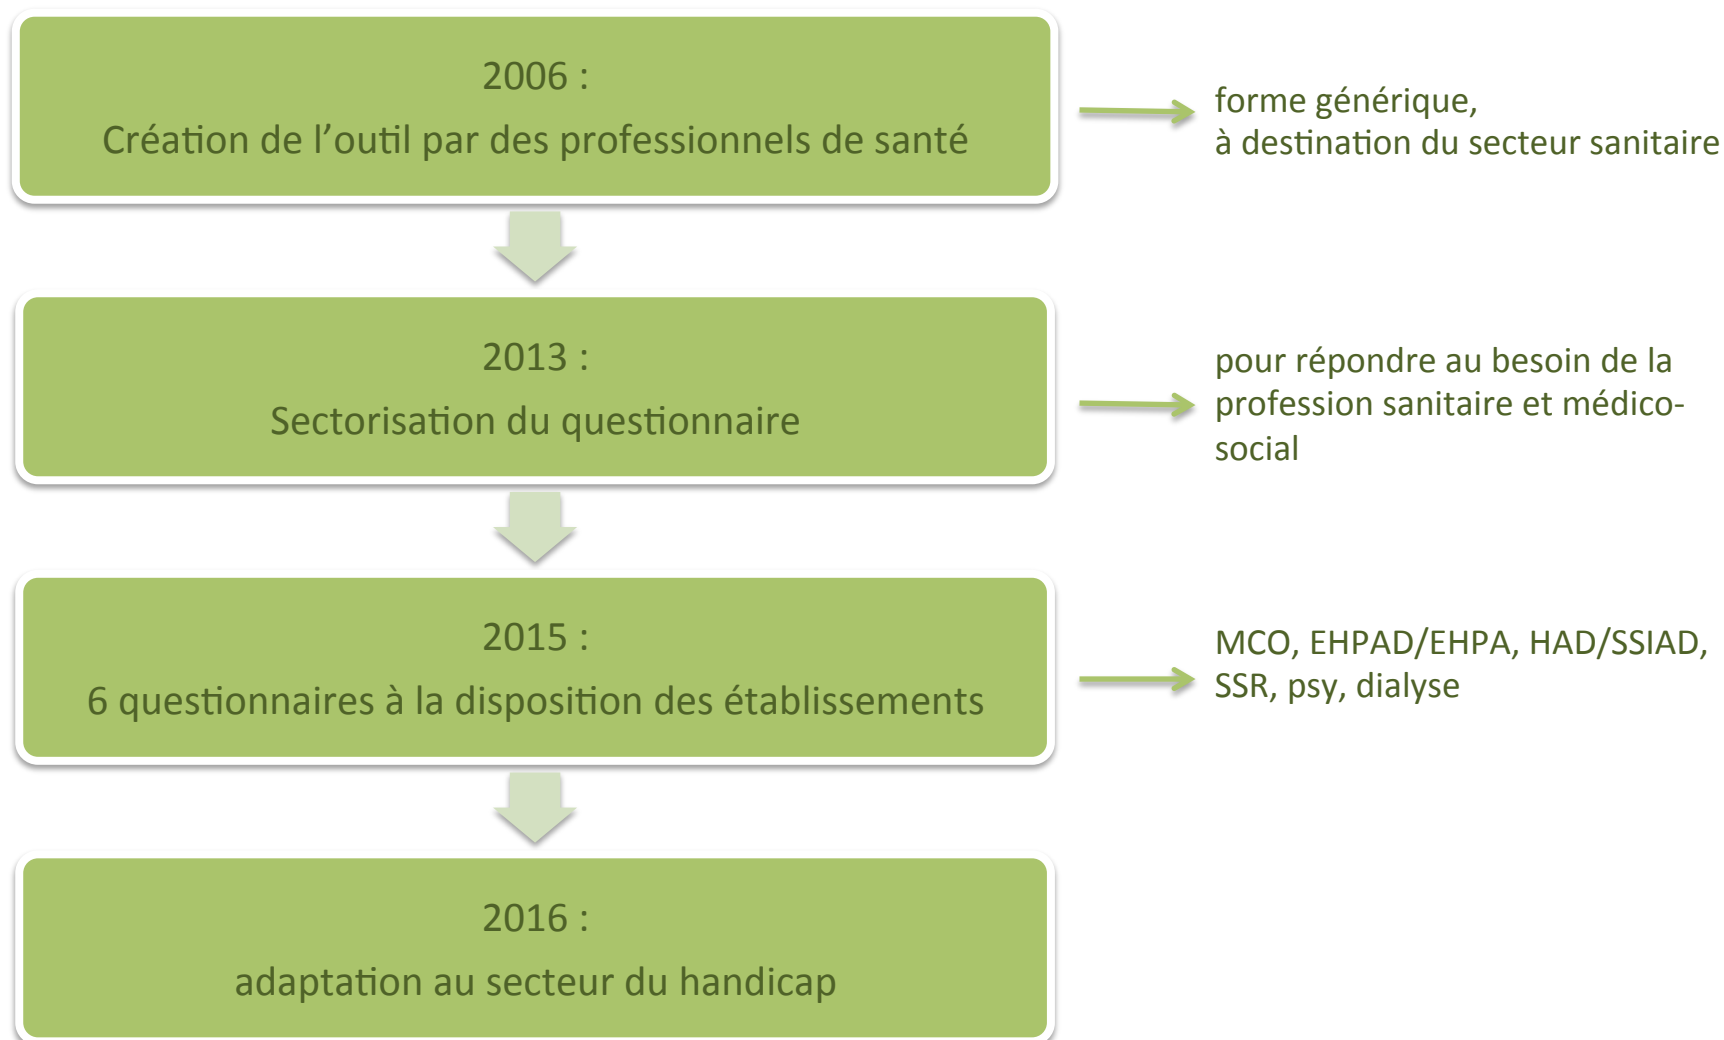 2006 :
Création de l’outil par des professionnels de santé
forme générique,
à destination du secteur sanitaire
2013 :
Sectorisation du questionnaire
pour répondre au besoin de la
profession sanitaire et médico-
social
2015 :
6 questionnaires à la disposition des établissements
MCO, EHPAD/EHPA, HAD/SSIAD,
SSR, psy, dialyse
2016 :
adaptation au secteur du handicap